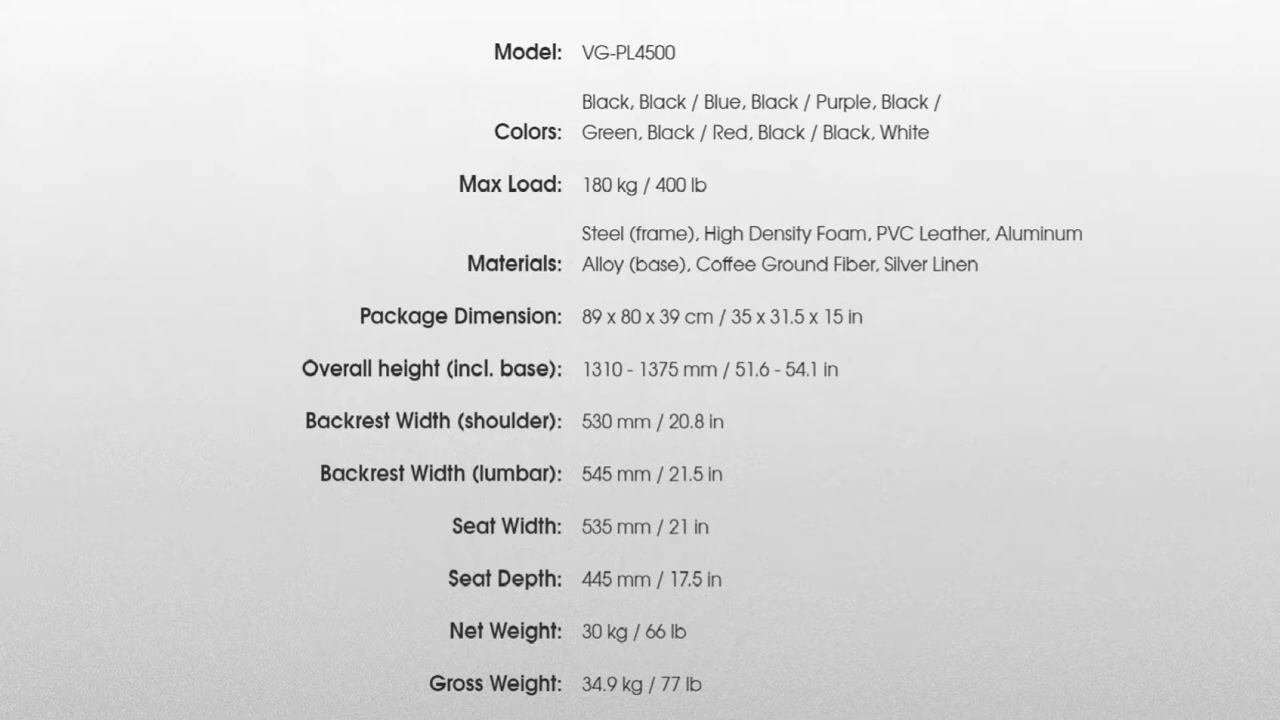 Model: VG-PL4500
Black, Black / Blue, Black / Purple, Black /
Colors: Green, Black / Red, Black / Black, White
Max Load: 180 kg / 400 lb
Steel (frame), High Density Foam, PVC Leather, Aluminum
Materials: Alloy (base), Coffee Ground Fiber, Silver Linen
Package Dimension: 89 x 80 x 39 cm / 35 x 31.5 x 15 in
Overall height (incl. base): 1310 - 1375 mm / 51.6 - 54.1 in
Backrest Width (shoulder): 530 mm / 20.8 in
Backrest Width (lumbar): 545 mm / 21.5 in
Seat Width: 535 mm / 21 in
Seat Depth: 445 mm / 17.5 in
Net Weight: 30 kg / 66 lb
Gross Weight: 34.9 kg / 77 lb